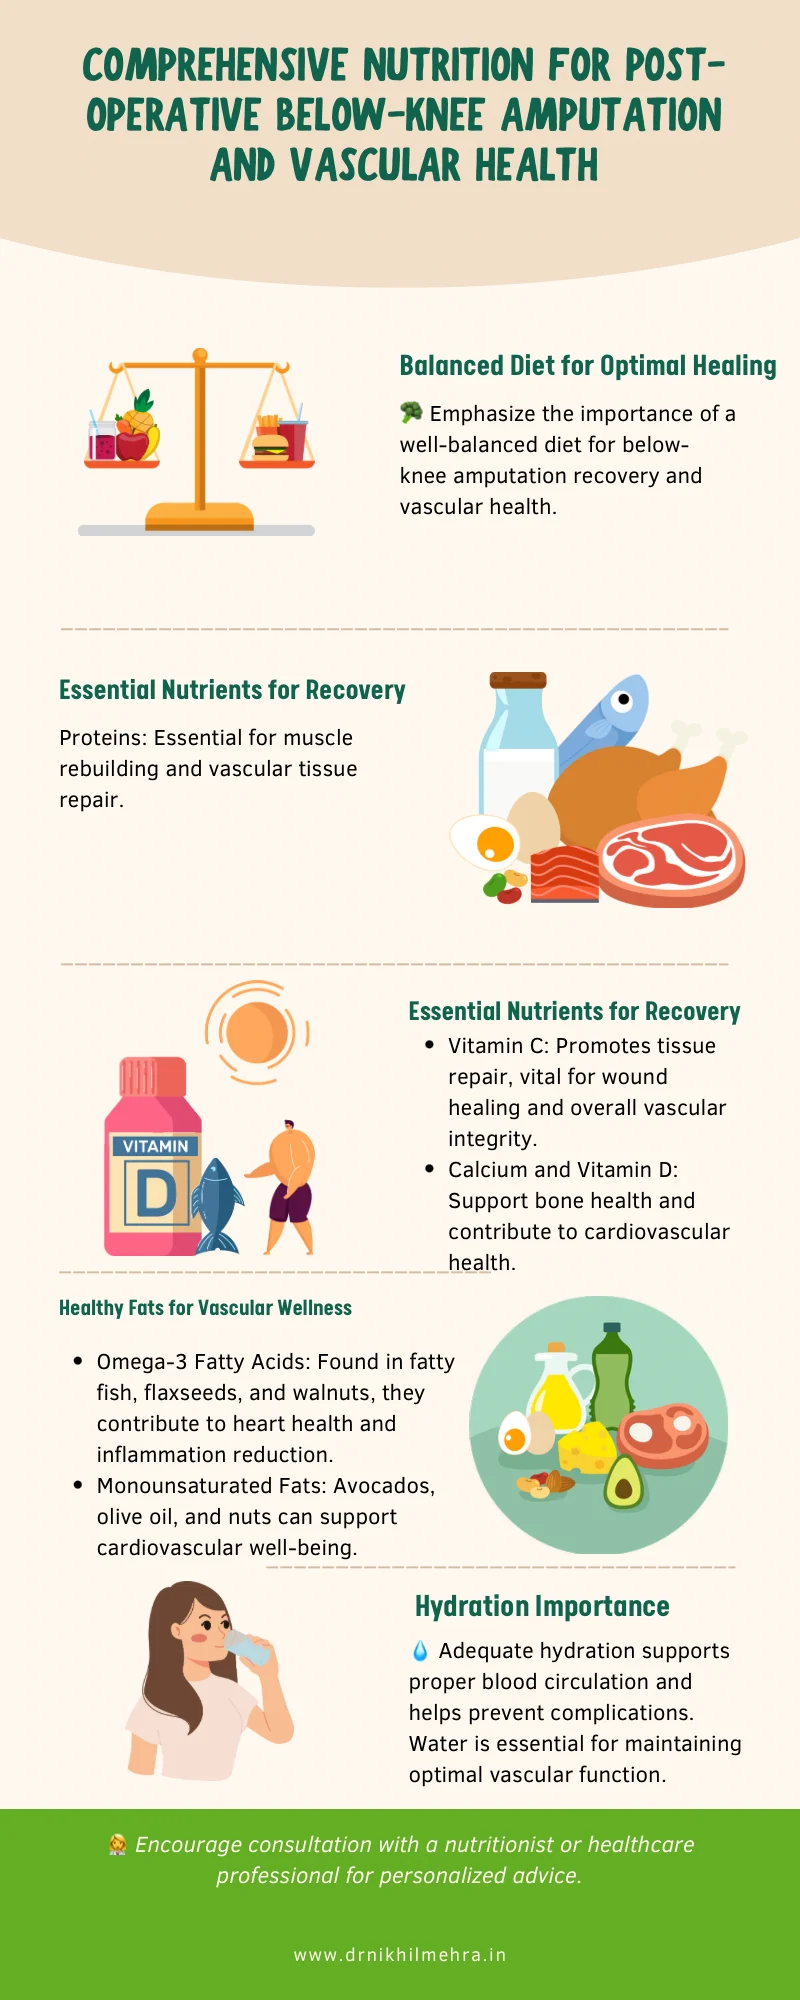 COMPREHENSIVE NUTRITION FOR POST-
OPERATIVE BELOW-KNEE AMPUTATION
AND VASCULAR HEALTH
Balanced Diet for Optimal Healing
🥦 Emphasize the importance of a
well-balanced diet for below-
knee amputation recovery and
vascular health.
Essential Nutrients for Recovery
Proteins: Essential for muscle
rebuilding and vascular tissue
repair.
Essential Nutrients for Recovery
• Vitamin C: Promotes tissue
repair, vital for wound
healing and overall vascular
integrity.
• Calcium and Vitamin D:
Support bone health and
contribute to cardiovascular
health.
VITAMIN
D
Healthy Fats for Vascular Wellness
• Omega-3 Fatty Acids: Found in fatty
fish, flaxseeds, and walnuts, they
contribute to heart health and
inflammation reduction.
• Monounsaturated Fats: Avocados,
olive oil, and nuts can support
cardiovascular well-being.
Hydration Importance
💧 Adequate hydration supports
proper blood circulation and
helps prevent complications.
Water is essential for maintaining
optimal vascular function.
👩‍⚕️ Encourage consultation with a nutritionist or healthcare
professional for personalized advice.
www.drnikhilmehra.in